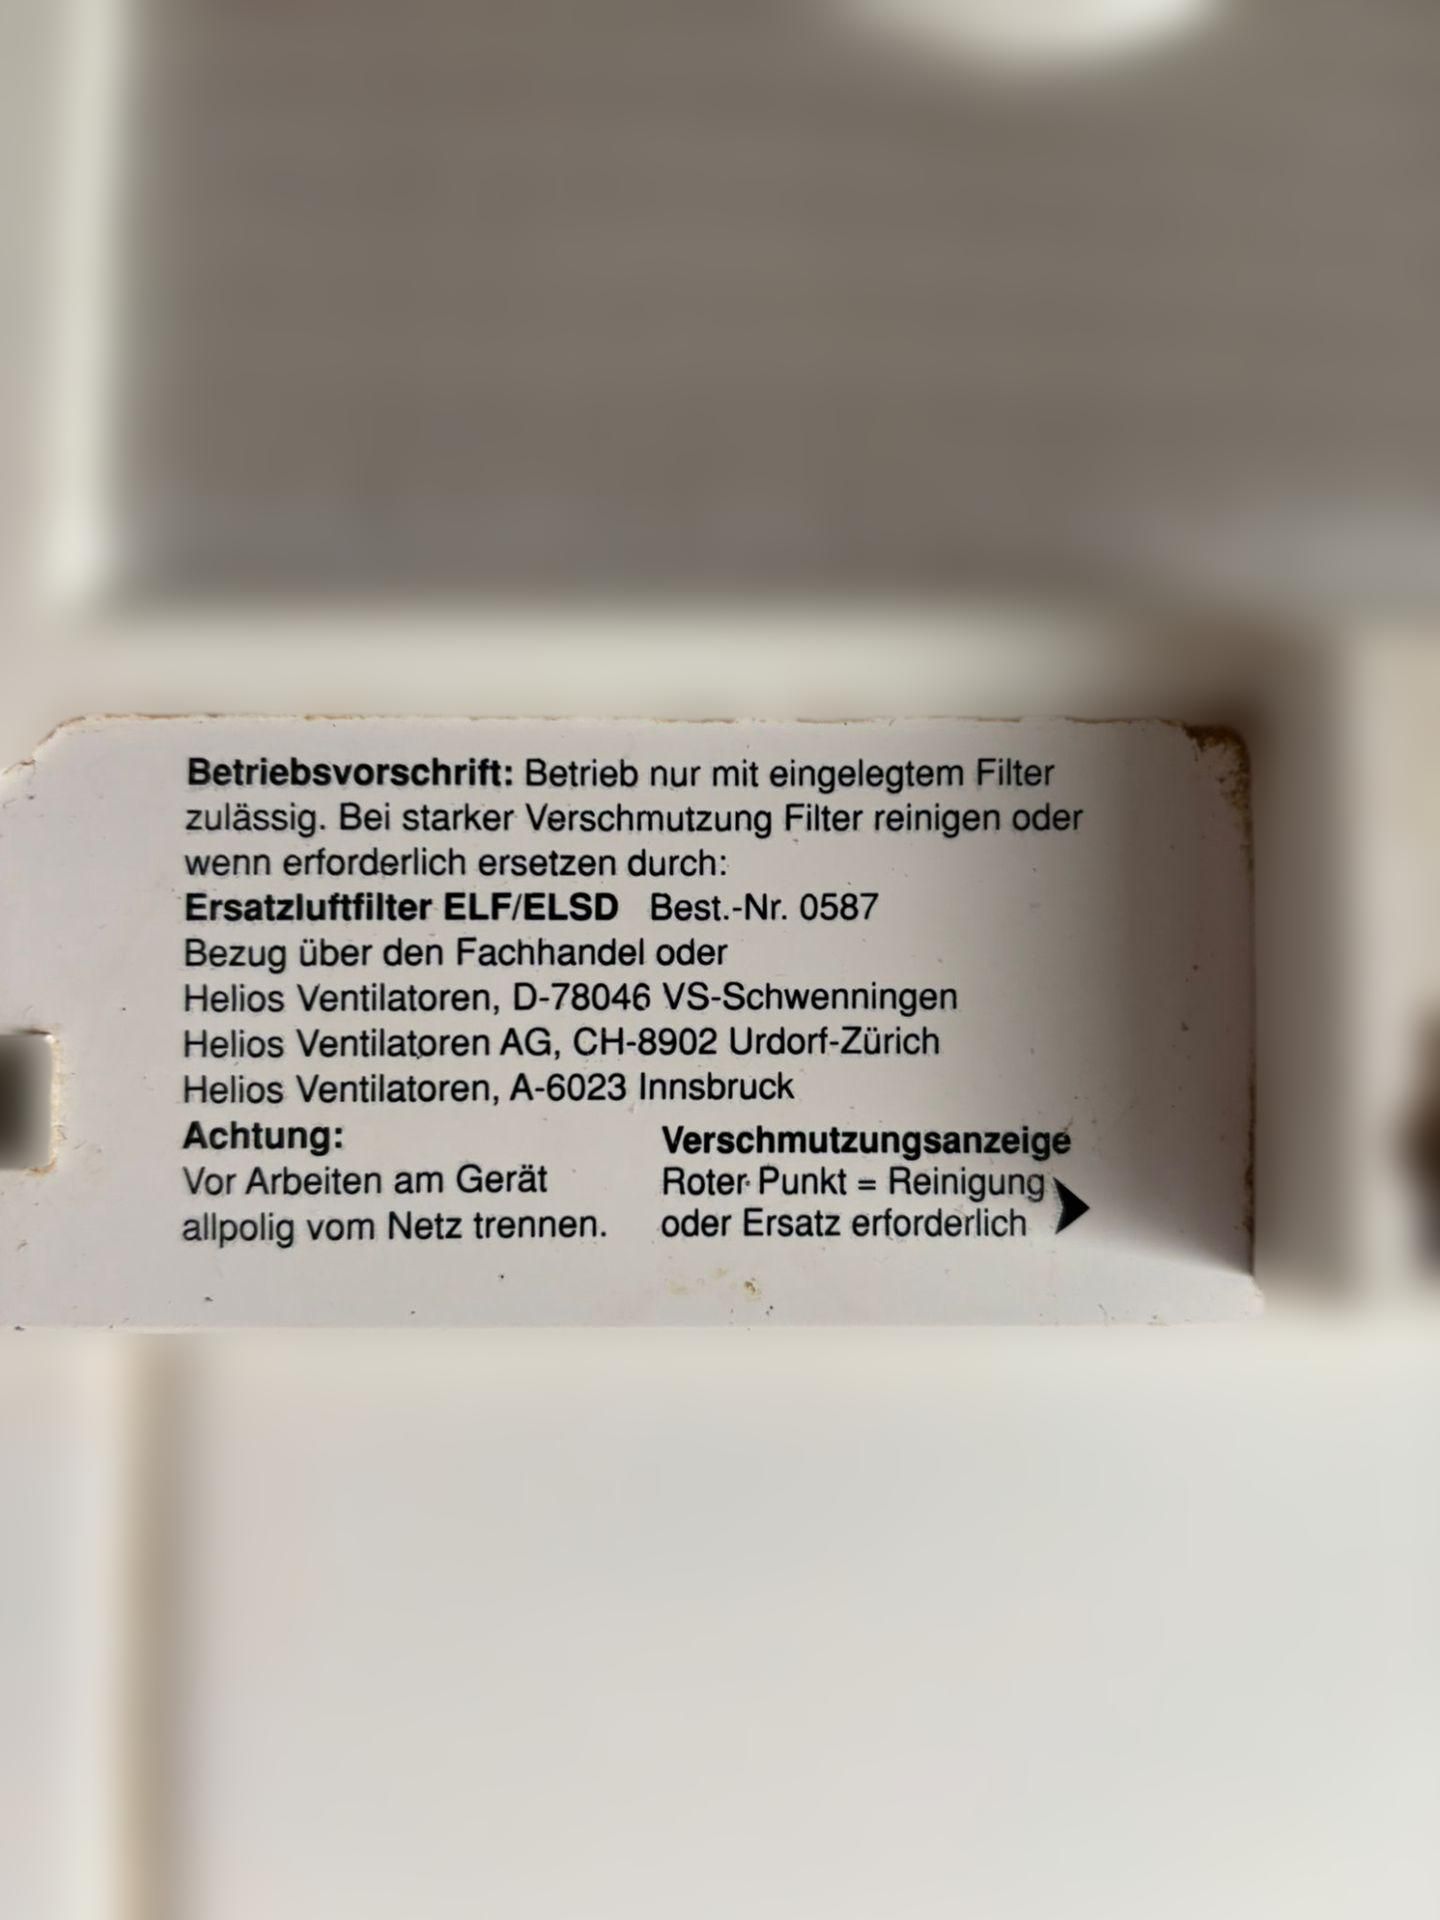 Betriebsvorschrift: Betrieb nur mit eingelegtem Filter
zulässig. Bei starker Verschmutzung Filter reinigen oder
wenn erforderlich ersetzen durch:
Ersatzluftfilter ELF/ELSD Best.-Nr. 0587
Bezug über den Fachhandel oder
Helios Ventilatoren, D-78046 VS-Schwenningen
Helios Ventilatoren AG, CH-8902 Urdorf-Zürich
Helios Ventilatoren, A-6023 Innsbruck
Achtung:
Vor Arbeiten am Gerät
allpolig vom Netz trennen.
Verschmutzungsanzeige
Roter Punkt = Reinigung
oder Ersatz erforderlich